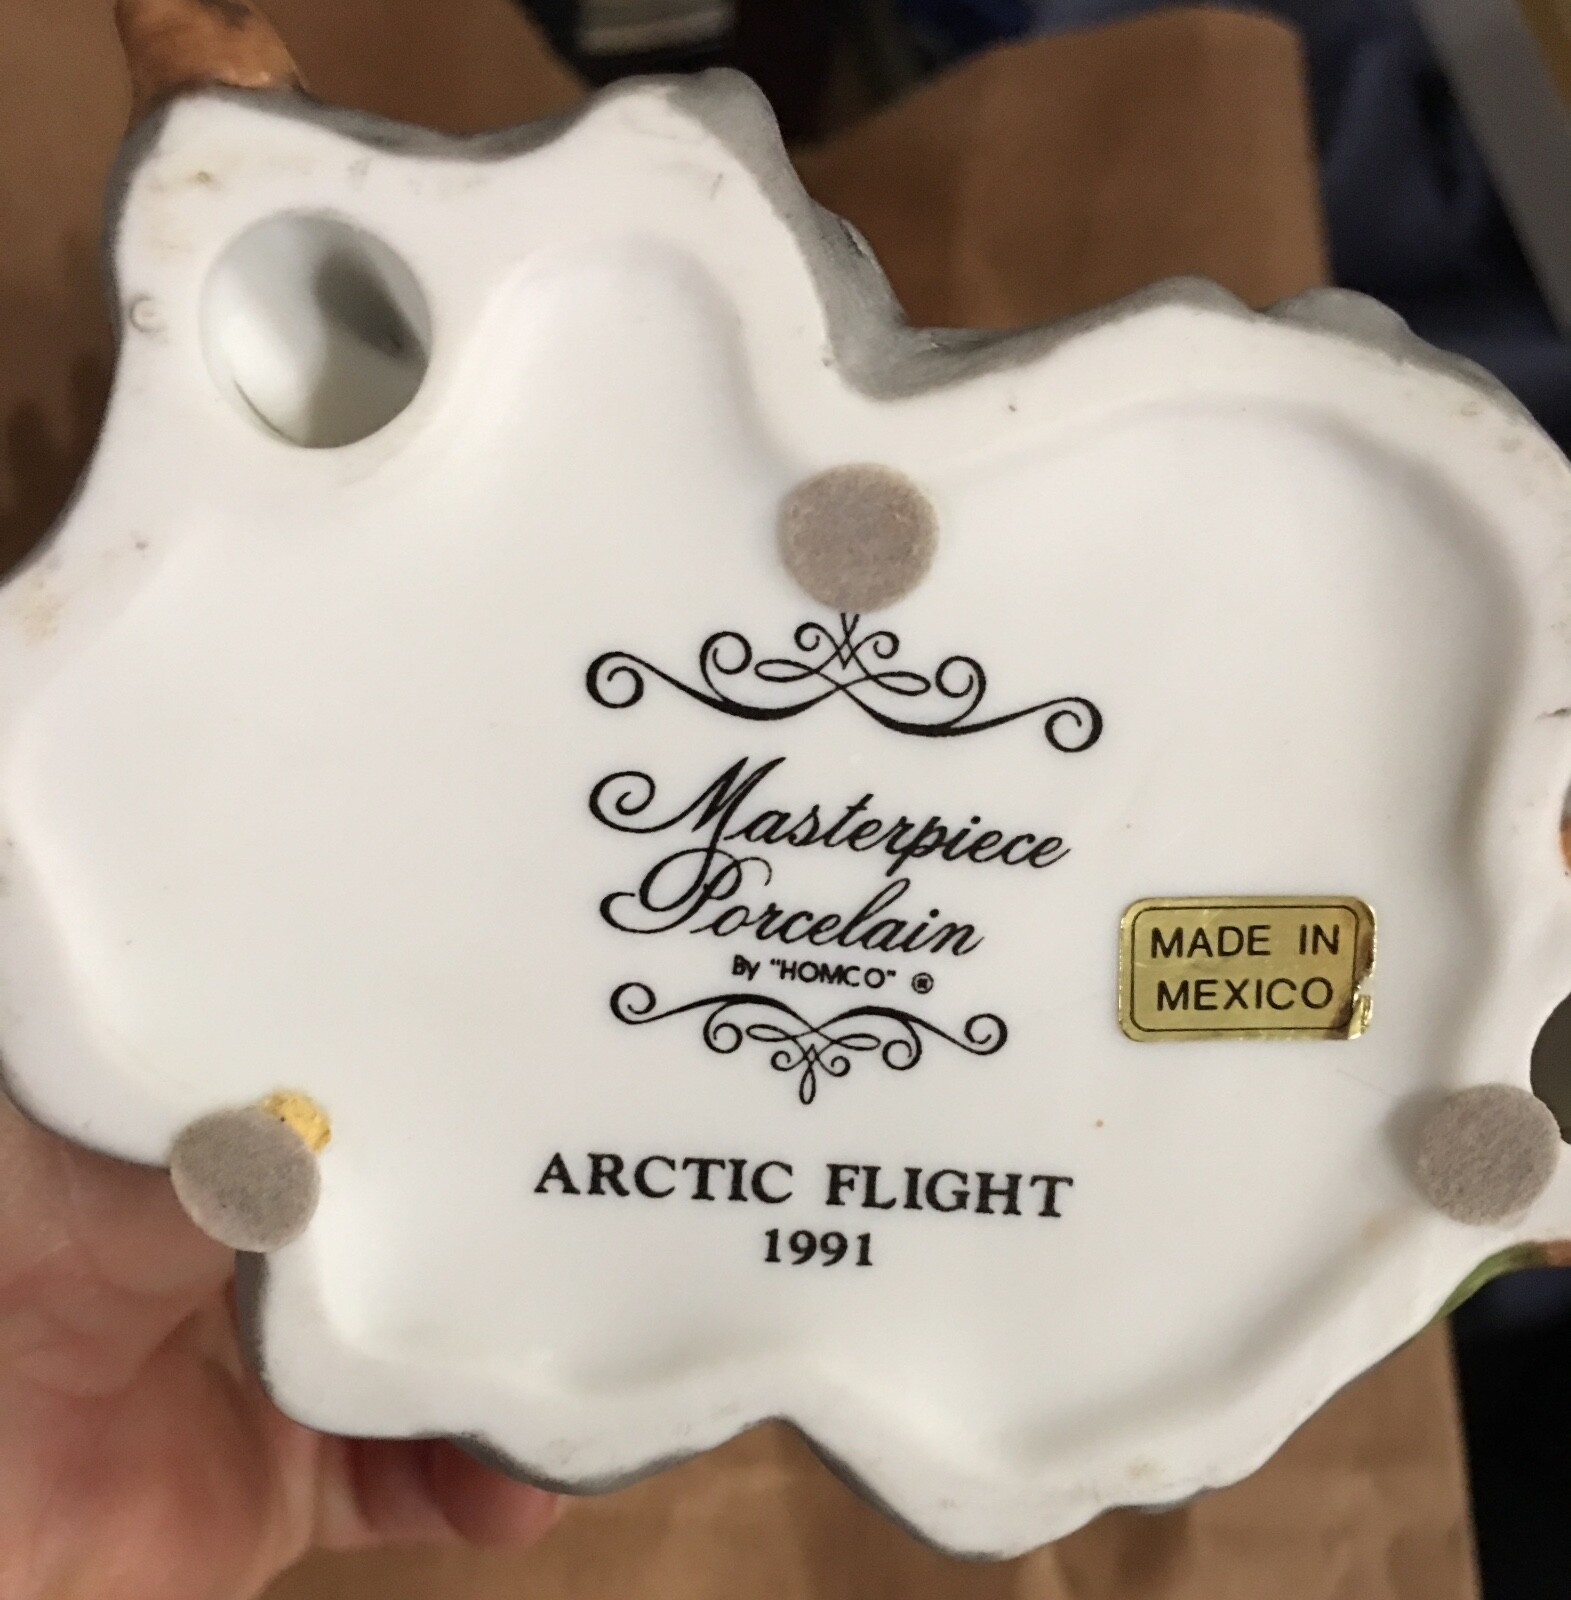 Masterpiece
Porcelain
By "HOMCO" ®
MADE IN
MEXICO
ARCTIC FLIGHT
1991